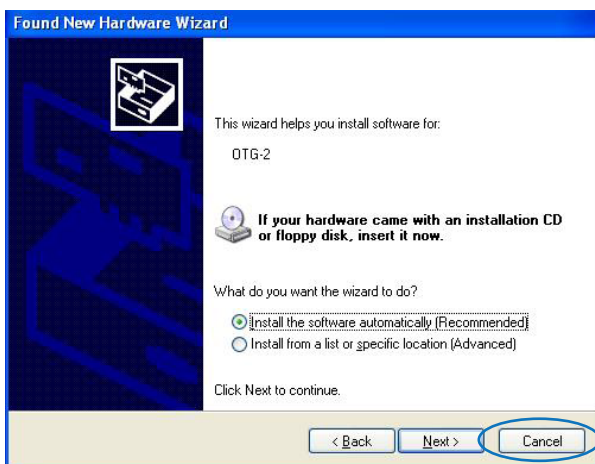 Found New Hardware Wizard
This wizard helps you install software for:
OTG-2
If your hardware came with an installation CD
or floppy disk, insert it now.
What do you want the wizard to do?
Install the software automatically (Recommended)
Install from a list or specific location (Advanced)
Click Next to continue.
< Back
Next >
Cancel